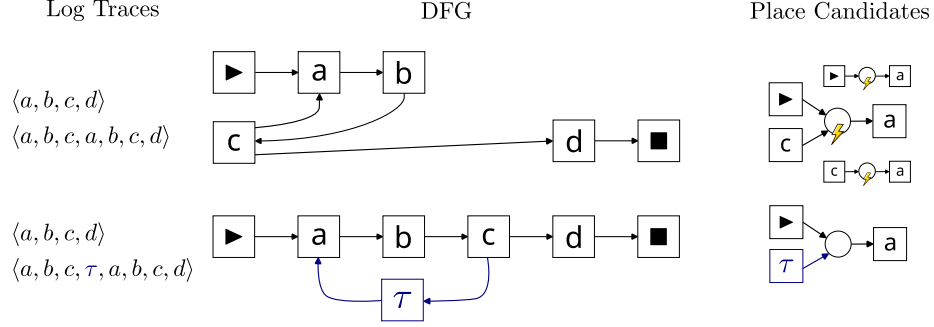 Log Traces DFG Place Candidates
▶ a
▶ a b
⟨a, b, c, d⟩
▶ a
⟨a, b, c, a, b, c, d⟩
c d ■
c
c a
⟨a, b, c, d⟩
▶ a b c d ■
▶ a
⟨a, b, c, τ, a, b, c, d⟩
τ
τ